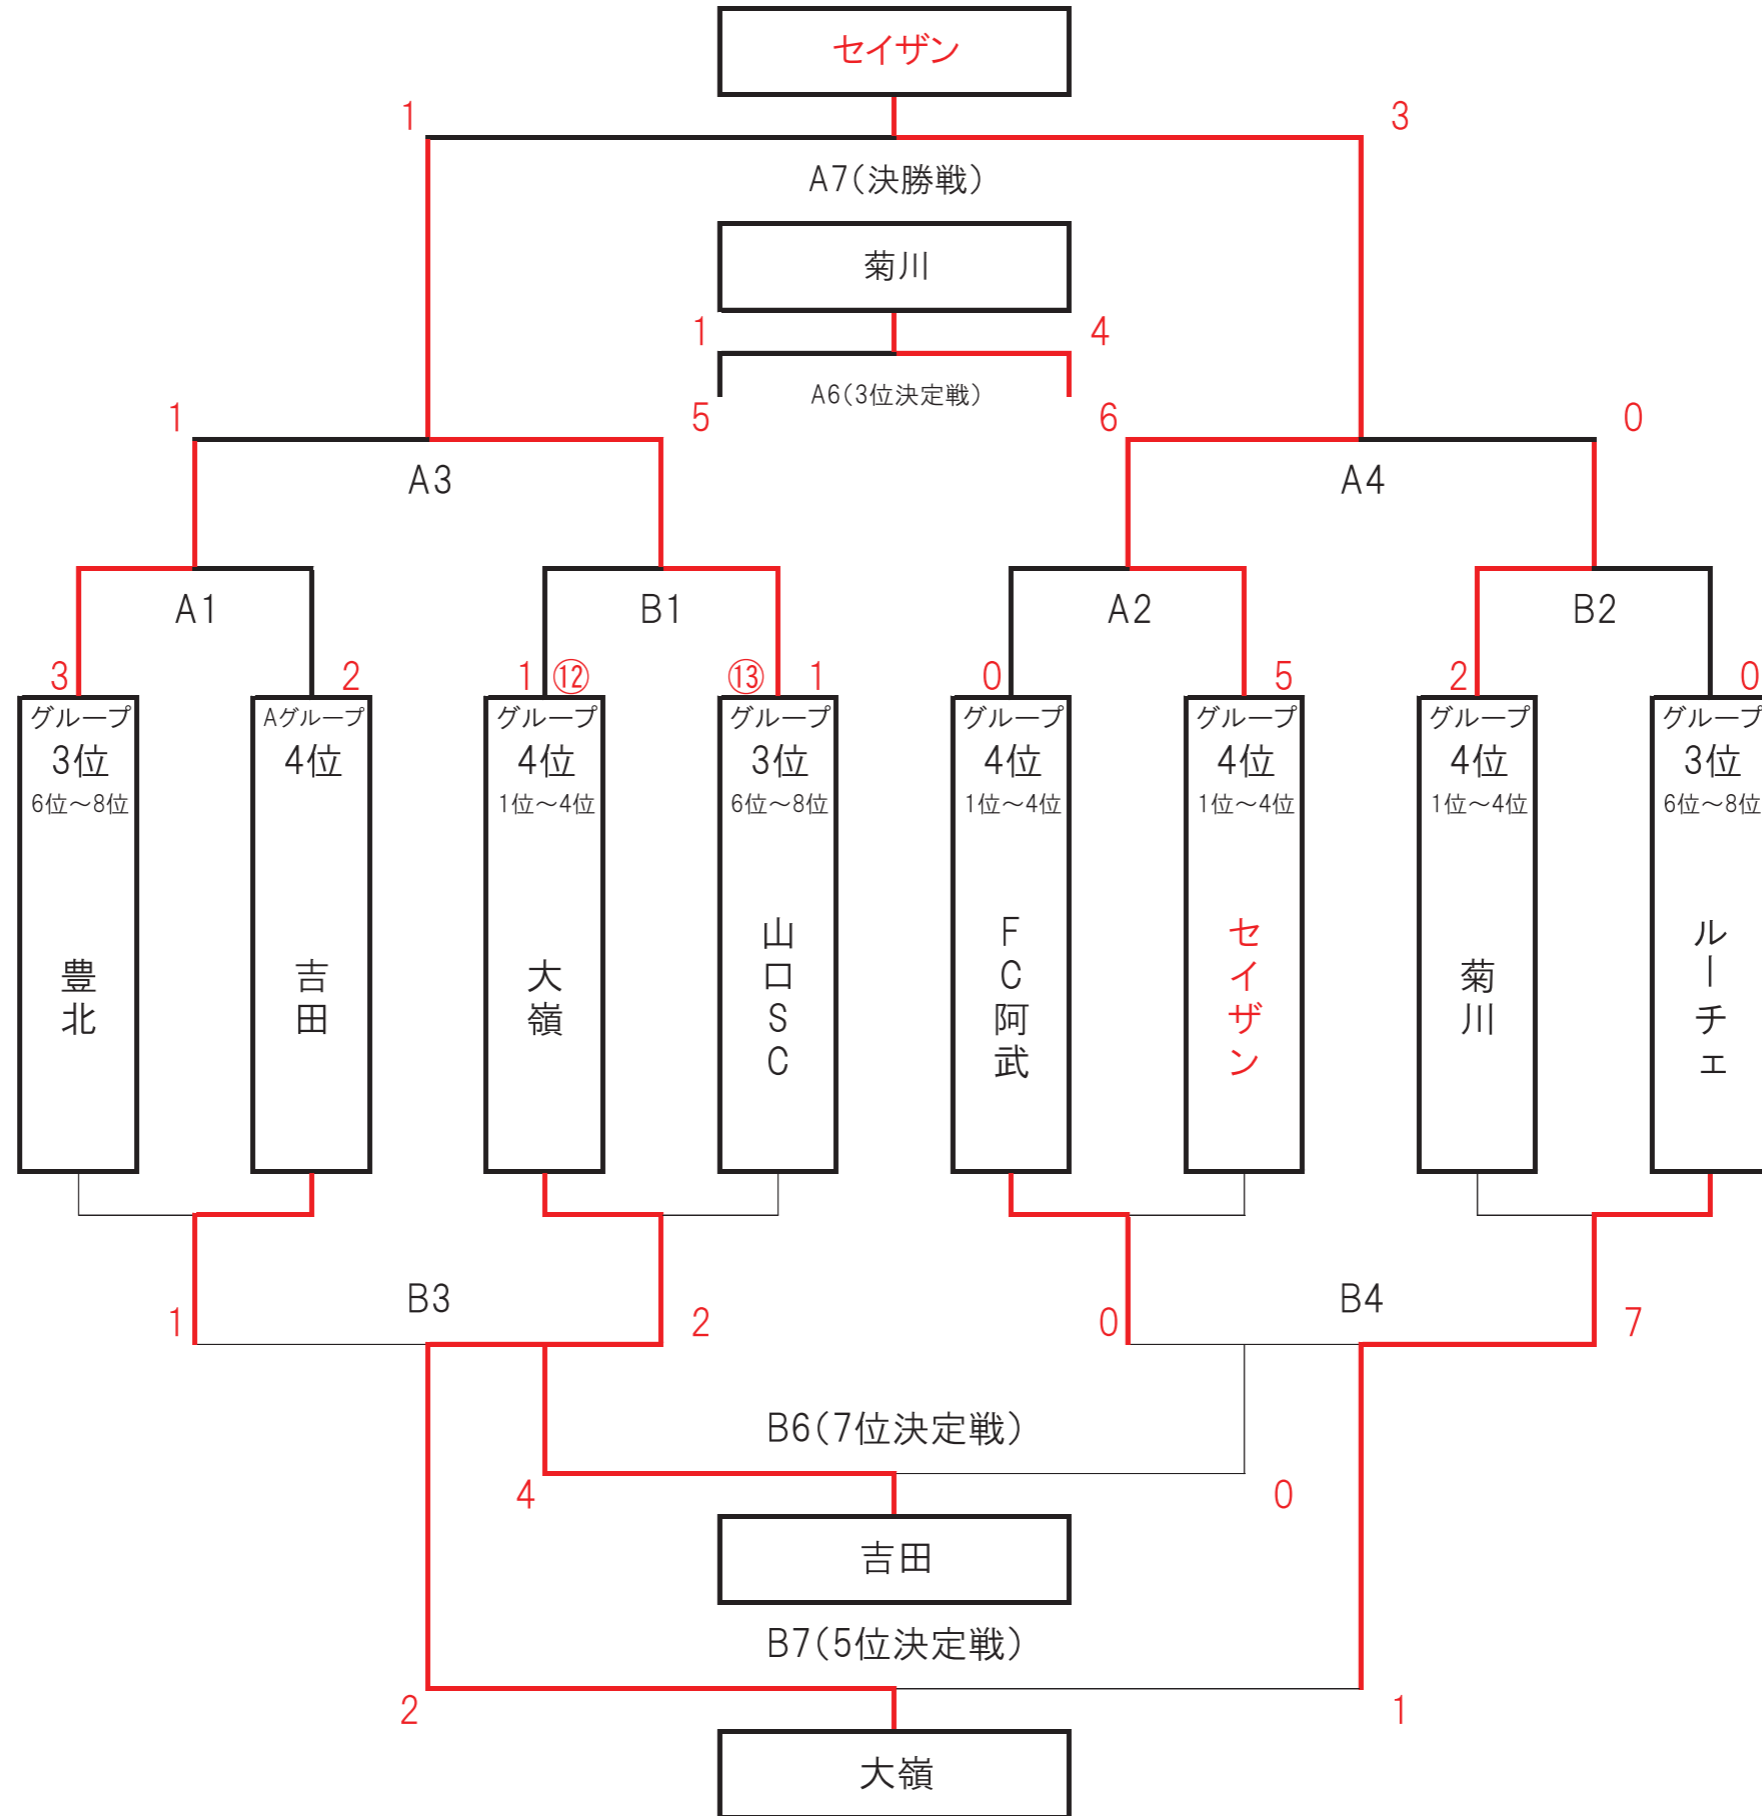 セイザン
1 3
A7(決勝戦)
菊川
1 4
A6(3位決定戦)
1 5 6 0
A3 A4
A1 B1 A2 B2
3 2 1 ⑫ ⑬ 1 0 5 2 0
グループ Aグループ グループ グループ グループ グループ グループ グループ
3位 4位 4位 3位 4位 4位 4位 3位
6位～8位 1位～4位 6位～8位 1位～4位 1位～4位 1位～4位 6位～8位
豊北
吉田
大嶺
山口SC
FC阿武
セイザン
菊川
ルーチェ
B3 B4
1 2 0 7
B6(7位決定戦)
4 0
吉田
B7(5位決定戦)
2 1
大嶺